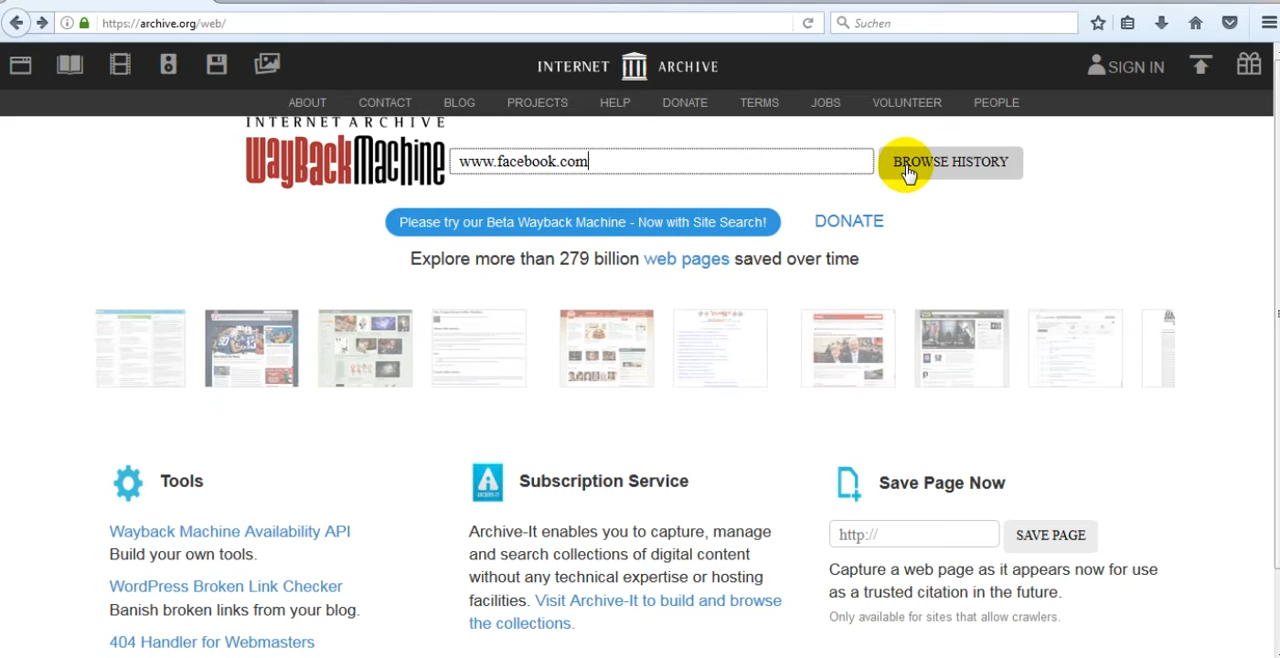 https://archive.org/web/
Suchen
INTERNET ARCHIVE
SIGN IN
ABOUT CONTACT BLOG PROJECTS HELP DONATE TERMS JOBS VOLUNTEER PEOPLE
INTERNET ARCHIVE
WayBackMachine
www.facebook.com
BROWSE HISTORY
Please try our Beta Wayback Machine - Now with Site Search!
DONATE
Explore more than 279 billion web pages saved over time
Tools
Wayback Machine Availability API
Build your own tools.
WordPress Broken Link Checker
Banish broken links from your blog.
404 Handler for Webmasters
ARCHIVE-IT
Subscription Service
Archive-It enables you to capture, manage
and search collections of digital content
without any technical expertise or hosting
facilities. Visit Archive-It to build and browse
the collections.
Save Page Now
http://
SAVE PAGE
Capture a web page as it appears now for use
as a trusted citation in the future.
Only available for sites that allow crawlers.